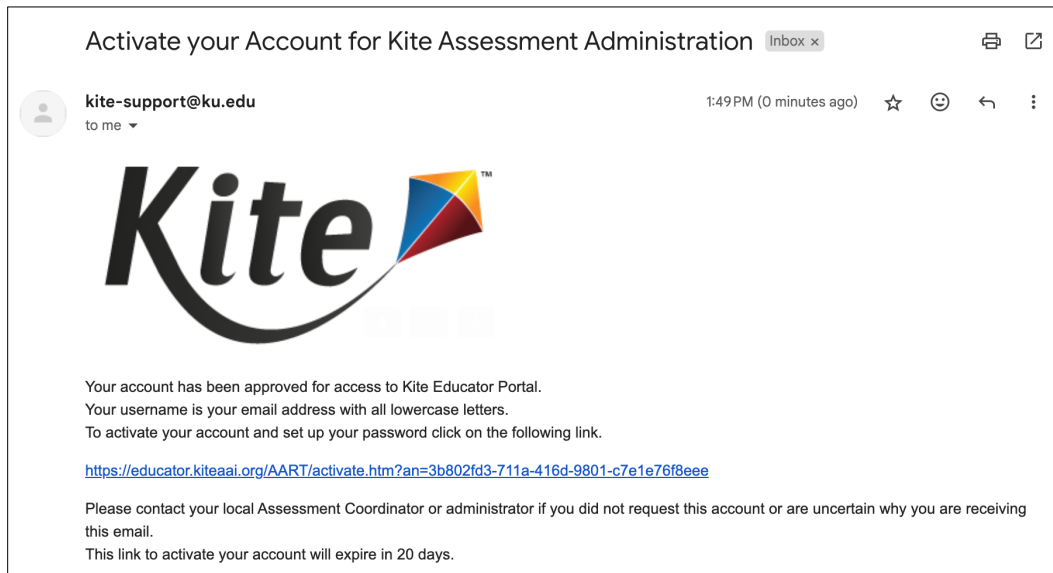 Activate your Account for Kite Assessment Administration Inbox ×
kite-support@ku.edu 1:49 PM (0 minutes ago)
to me
Kite TM
Your account has been approved for access to Kite Educator Portal.
Your username is your email address with all lowercase letters.
To activate your account and set up your password click on the following link.
https://educator.kiteaai.org/AART/activate.htm?an=3b802fd3-711a-416d-9801-c7e1e76f8eee
Please contact your local Assessment Coordinator or administrator if you did not request this account or are uncertain why you are receiving
this email.
This link to activate your account will expire in 20 days.